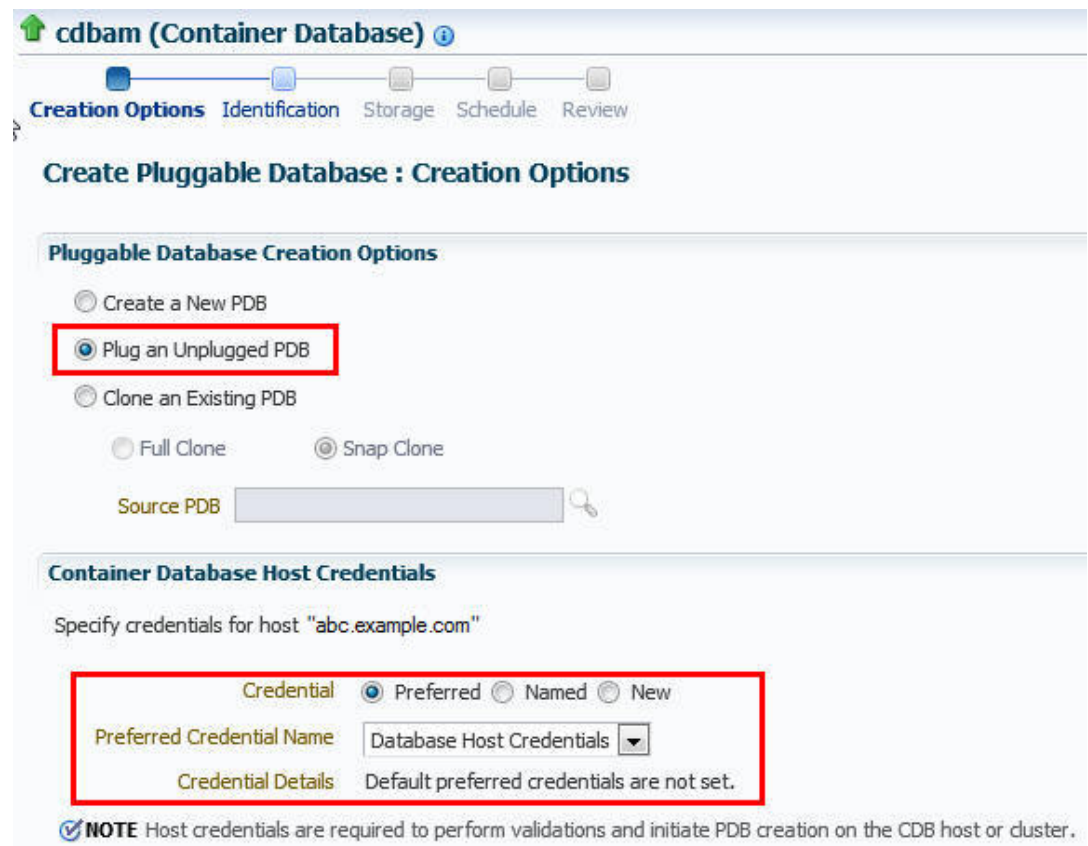 cdbam (Container Database)
Creation Options Identification Storage Schedule Review
Create Pluggable Database : Creation Options
Pluggable Database Creation Options
Create a New PDB
Plug an Unplugged PDB
Clone an Existing PDB
Full Clone Snap Clone
Source PDB
Container Database Host Credentials
Specify credentials for host "abc.example.com"
Credential Preferred Named New
Preferred Credential Name Database Host Credentials
Credential Details Default preferred credentials are not set.
NOTE Host credentials are required to perform validations and initiate PDB creation on the CDB host or cluster.